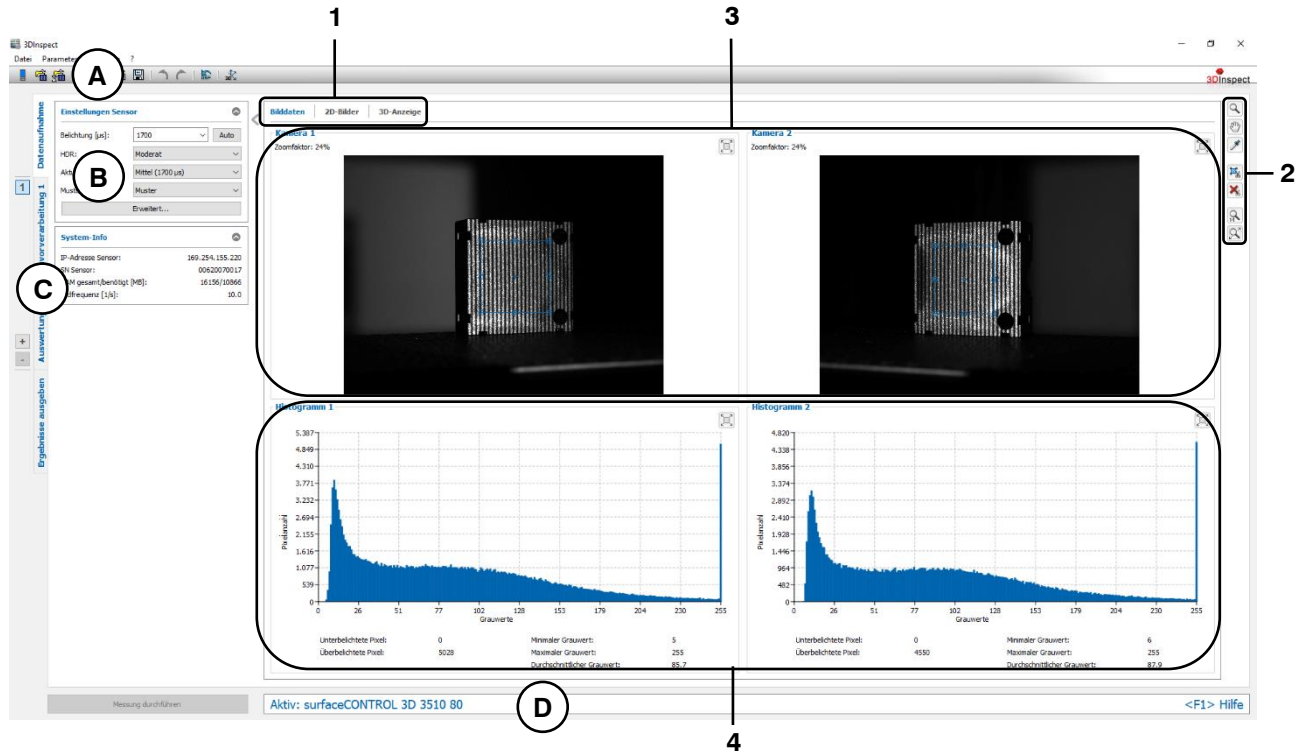 1
3
3DInspect
Datei Parameter ?
A
3DInspect
Einstellungen Sensor
Belichtung [µs]: 1700 Auto
HDR: Moderat
Mittel (1700 µs)
B
Muster
Erweitert...
System-Info
IP-Adresse Sensor: 169.254.155.220
SN Sensor: 00620070017
gesamt/benötigt [MB]: 16156/10866
[1/s]: 10.0
C
Datenaufnahme
1
Ergebnisse ausgeben
+
-
Bilddaten 2D-Bilder 3D-Anzeige
Kamera 1
Zoomfaktor: 24%
Kamera 2
Zoomfaktor: 24%
2
Histogramm 1
5.387
4.849
4.310
3.771
3.232
2.694
2.155
1.616
1.077
539
0
Pixelanzahl
0 26 51 77 102 128 153 179 204 230 255
Grauwerte
Unterbelichtete Pixel: 0 Minimaler Grauwert: 5
Überbelichtete Pixel: 5028 Maximaler Grauwert: 255
Durchschnittlicher Grauwert: 85.7
Histogramm 2
4.820
4.338
3.856
3.374
2.892
2.410
1.928
1.446
964
482
0
Pixelanzahl
0 26 51 77 102 128 153 179 204 230 255
Grauwerte
Unterbelichtete Pixel: 0 Minimaler Grauwert: 6
Überbelichtete Pixel: 4550 Maximaler Grauwert: 255
Durchschnittlicher Grauwert: 87.9
Messung durchführen
Aktiv: surfaceCONTROL 3D 3510 80
D
<F1> Hilfe
4